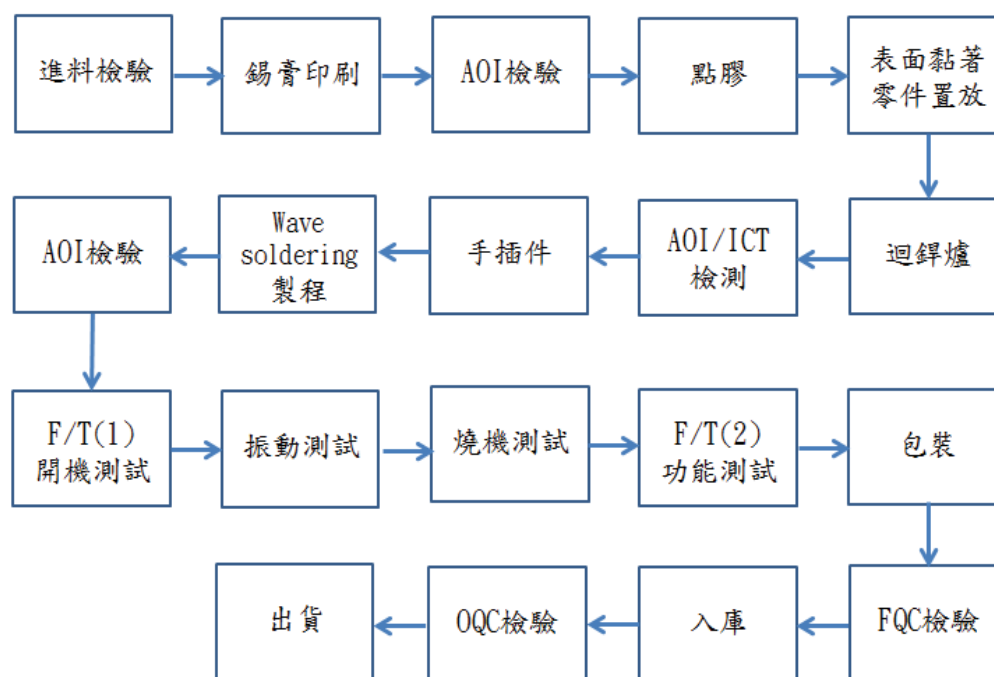 進料檢驗
錫膏印刷
AOI檢驗
點膠
表面黏著
零件置放
迴銲爐
AOI/ICT
檢測
手插件
Wave
soldering
製程
AOI檢驗
F/T(1)
開機測試
振動測試
燒機測試
F/T(2)
功能測試
包裝
FQC檢驗
入庫
OQC檢驗
出貨